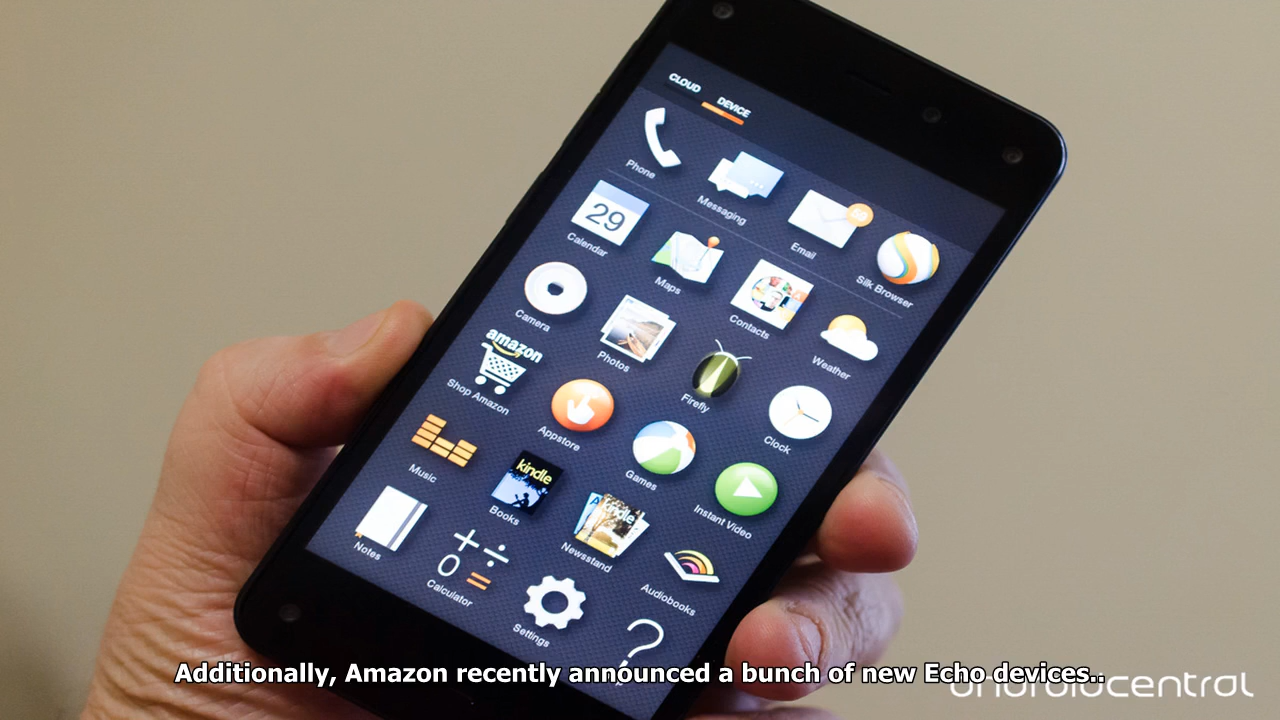 CLOUD DEVICE
Phone
Messaging
Email
Silk Browser
29
Calendar
Maps
Contacts
Weather
Camera
Photos
Firefly
Clock
amazon
Shop Amazon
Appstore
Games
Instant Video
Music
kindle
Books
kindle
Newsstand
Audiobooks
Notes
+ ÷
0 =
Calculator
Settings
?
Additionally, Amazon recently announced a bunch of new Echo devices..
androidcentral